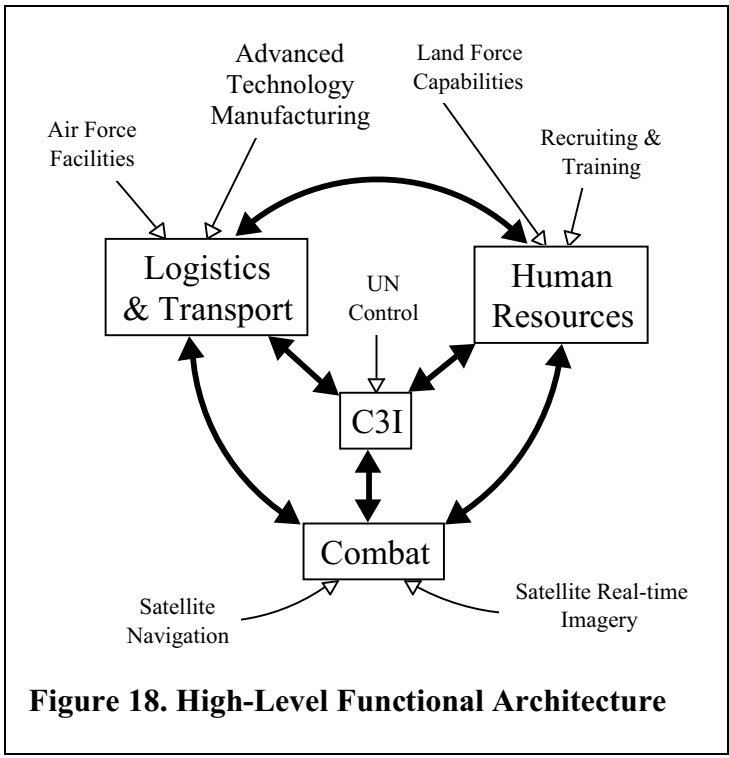 Advanced
Technology
Manufacturing
Land Force
Capabilities
Air Force
Facilities
Recruiting &
Training
Logistics
& Transport
Human
Resources
UN
Control
C3I
Combat
Satellite
Navigation
Satellite Real-time
Imagery
Figure 18. High-Level Functional Architecture